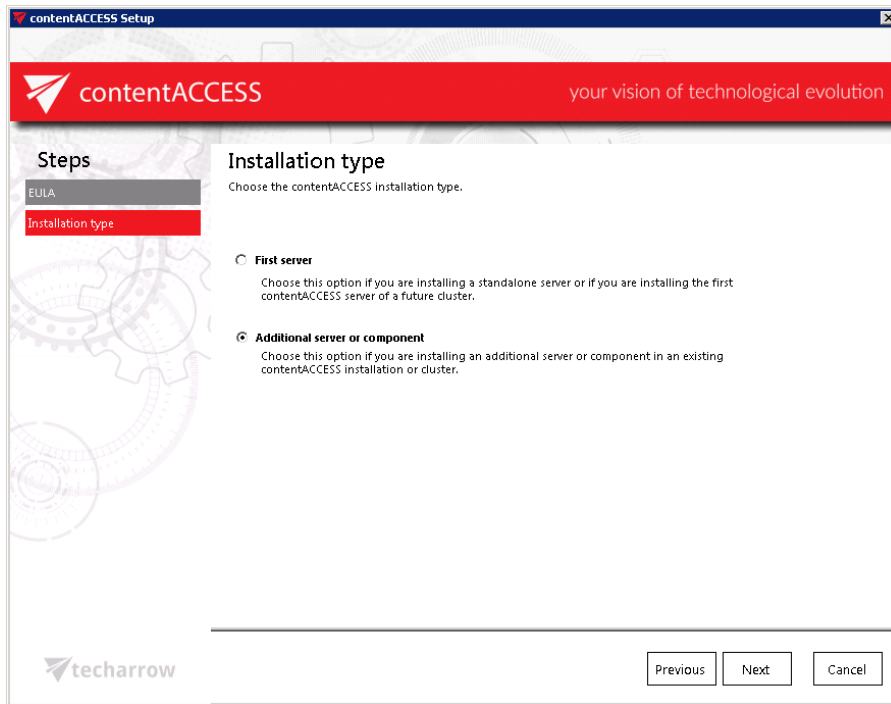 contentACCESS Setup
contentACCESS
your vision of technological evolution
Steps
EULA
Installation type
Installation type
Choose the contentACCESS installation type.
First server
Choose this option if you are installing a standalone server or if you are installing the first
contentACCESS server of a future cluster.
Additional server or component
Choose this option if you are installing an additional server or component in an existing
contentACCESS installation or cluster.
techarrow
Previous
Next
Cancel